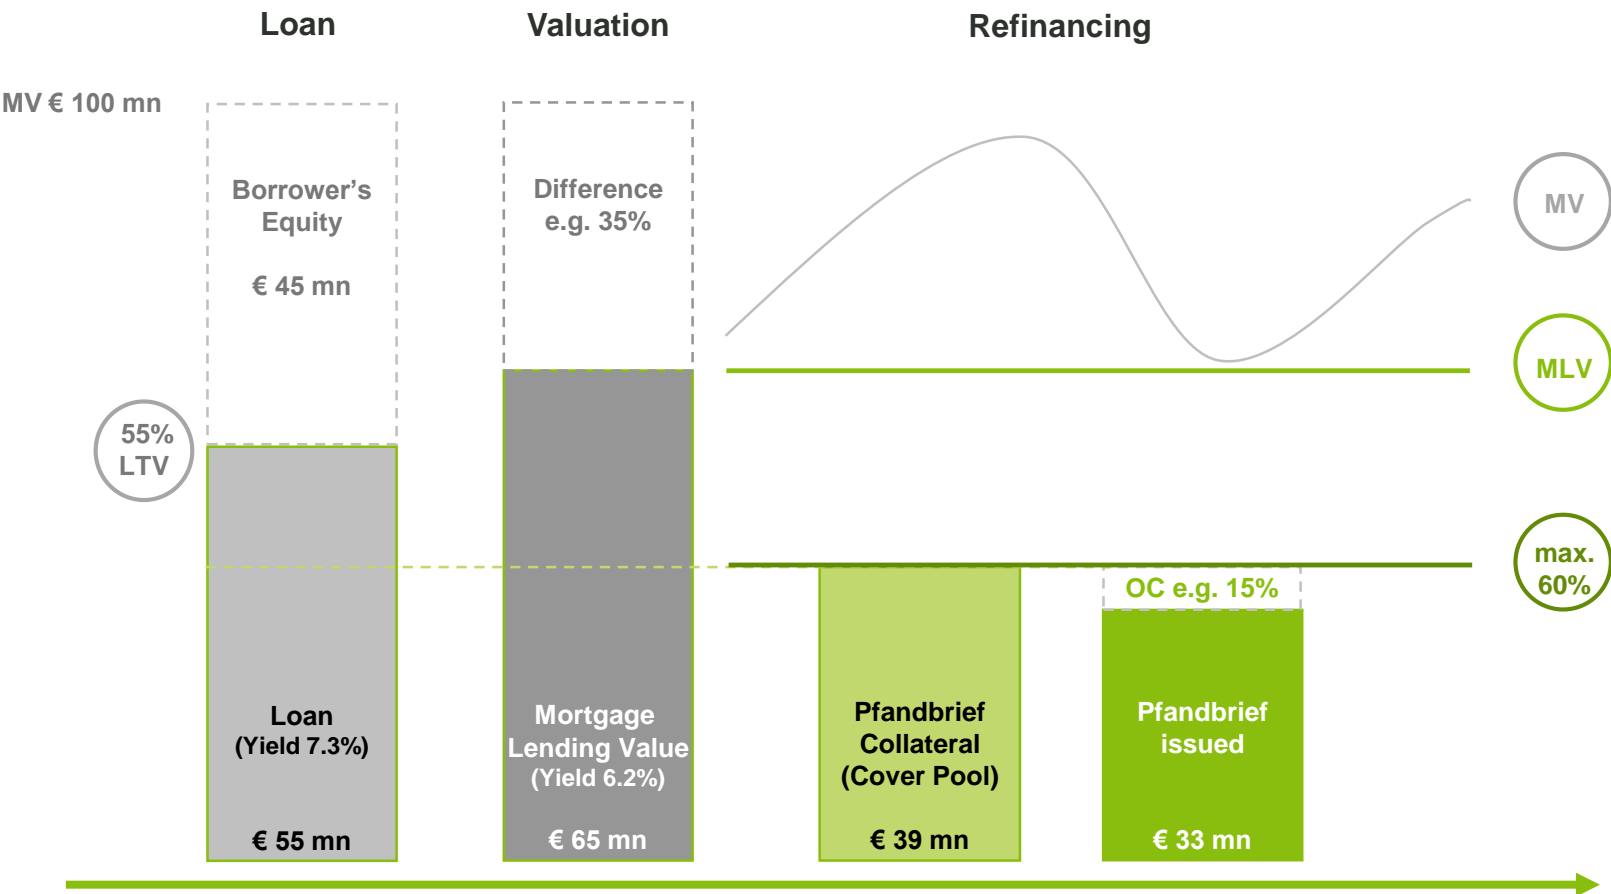 Loan
Valuation
Refinancing
MV € 100 mn
Borrower’s
Equity
€ 45 mn
Difference
e.g. 35%
MV
MLV
55%
LTV
max.
60%
OC e.g. 15%
Loan
(Yield 7.3%)
€ 55 mn
Mortgage
Lending Value
(Yield 6.2%)
€ 65 mn
Pfandbrief
Collateral
(Cover Pool)
€ 39 mn
Pfandbrief
issued
€ 33 mn